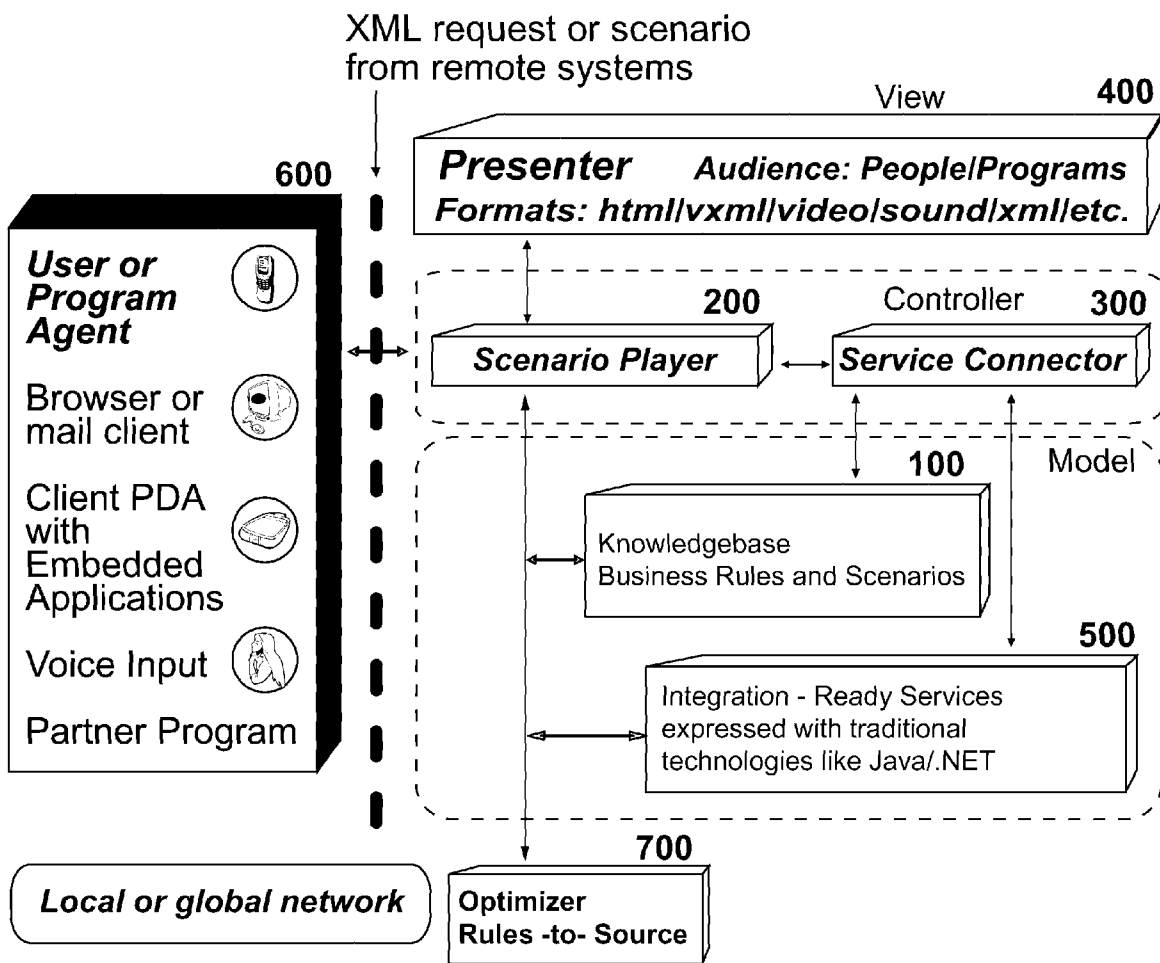 XML request or scenario
from remote systems
View
400
Presenter Audience: People/Programs
Formats: html/vxml/video/sound/xml/etc.
600
User or
Program
Agent
Browser or
mail client
Client PDA
with
Embedded
Applications
Voice Input
Partner Program
200
Controller
300
Scenario Player
Service Connector
Model
100
Knowledgebase
Business Rules and Scenarios
500
Integration - Ready Services
expressed with traditional
technologies like Java/.NET
700
Optimizer
Rules -to- Source
Local or global network